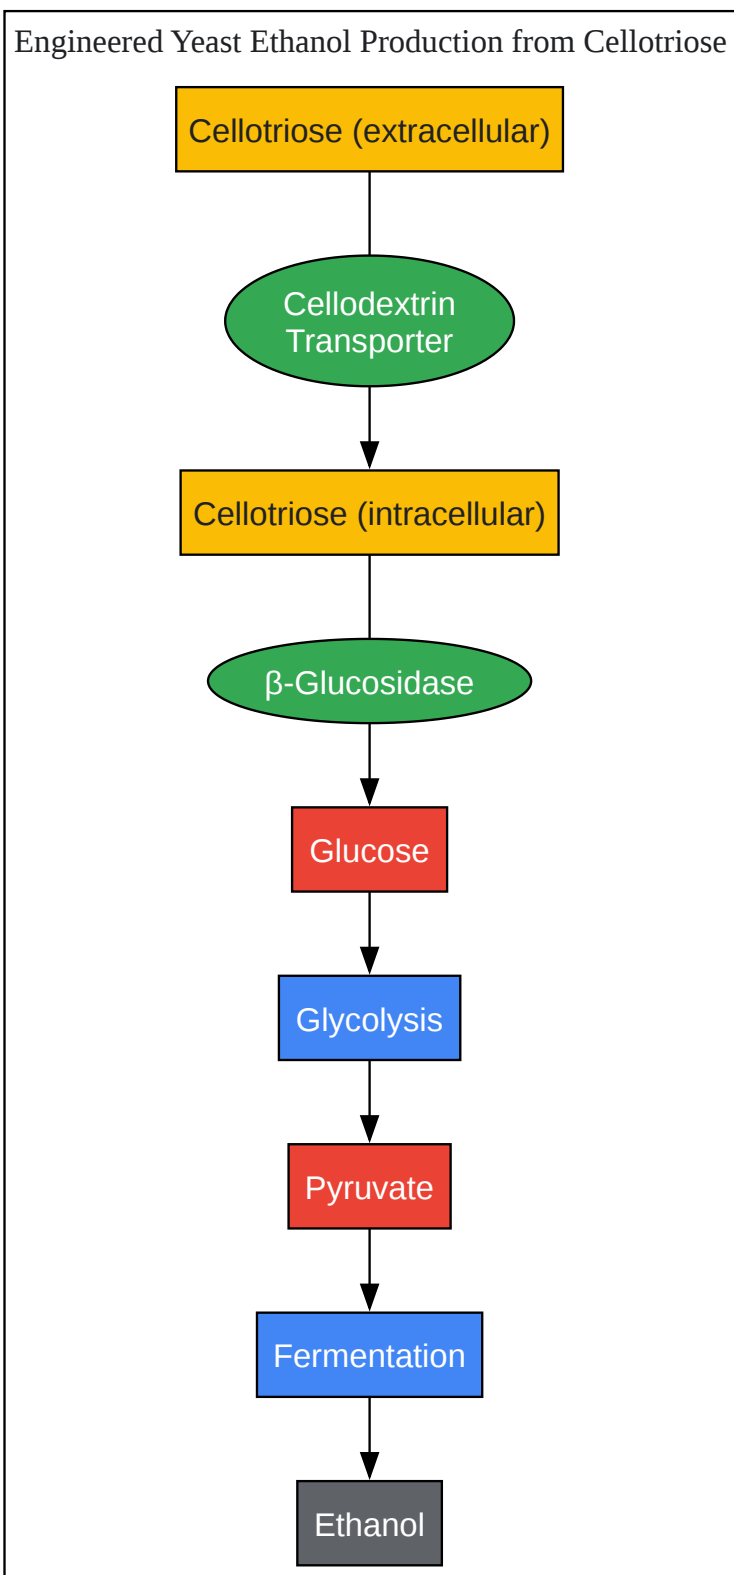 Engineered Yeast Ethanol Production from Cellotriose
Cellotriose (extracellular)
Cellodextrin
Transporter
Cellotriose (intracellular)
β-Glucosidase
Glucose
Glycolysis
Pyruvate
Fermentation
Ethanol